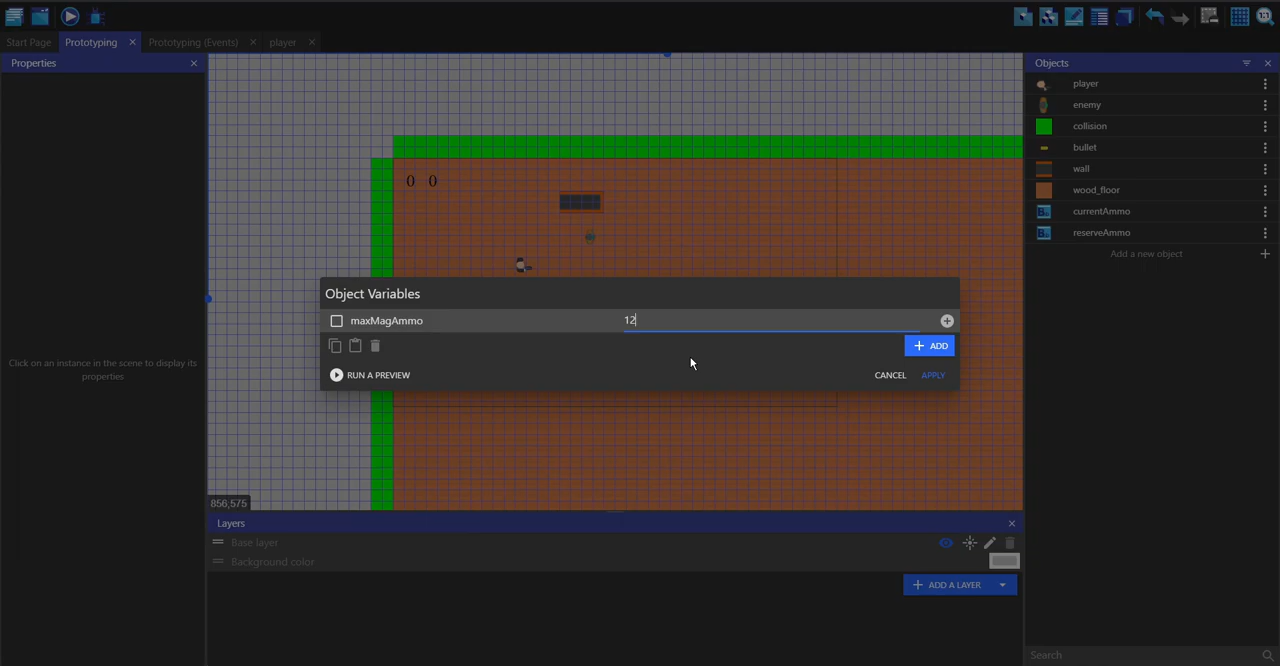 Start Page
Prototyping
Prototyping (Events)
player
Properties
Click on an instance in the scene to display its
properties
0 0
Object Variables
maxMagAmmo
12
ADD
RUN A PREVIEW
CANCEL
APPLY
856;575
Layers
Base layer
Background color
ADD A LAYER
Objects
player
enemy
collision
bullet
wall
wood_floor
currentAmmo
reserveAmmo
Add a new object
Search